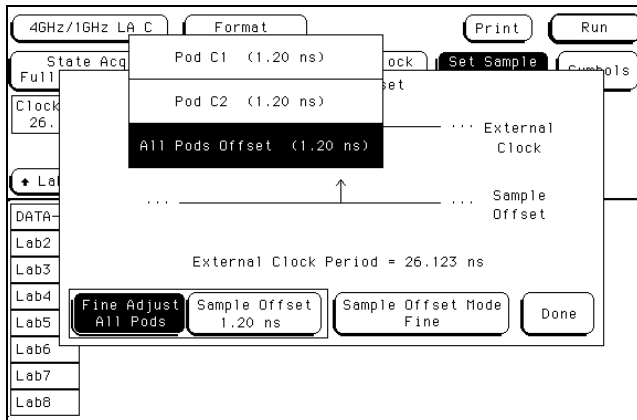 4GHz/1GHz LA C
Format
Print
Run
State Acq
Full
ock
Set Sample
Symbols
Pod C1 (1.20 ns)
set
Pod C2 (1.20 ns)
Clock
26.
All Pods Offset (1.20 ns)
... External
Clock
Lab
... ... Sample
Offset
DATA-
Lab2
External Clock Period = 26.123 ns
Lab3
Lab4
Fine Adjust
All Pods
Sample Offset
1.20 ns
Sample Offset Mode
Fine
Done
Lab5
Lab6
Lab7
Lab8